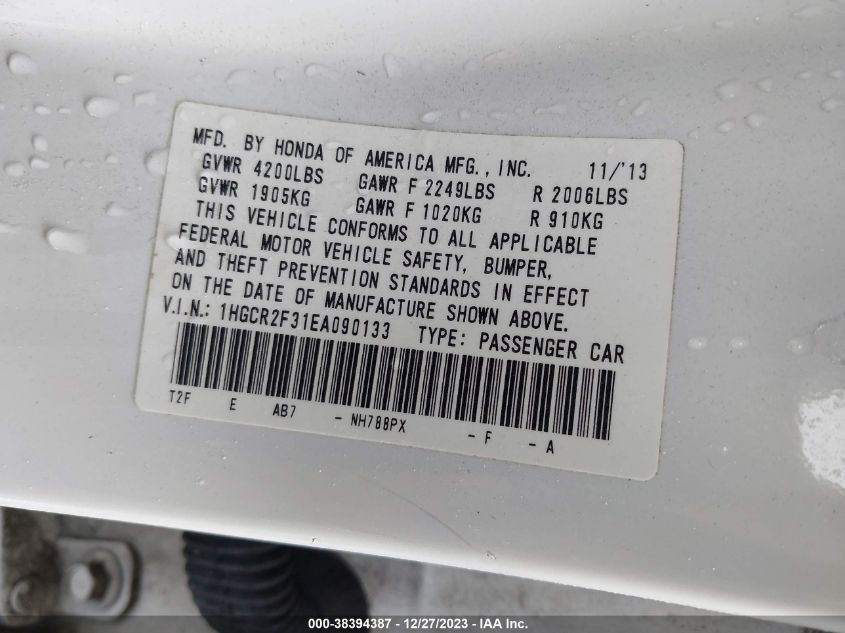 MFD. BY HONDA OF AMERICA MFG., INC. 11/'13
GVWR 4200LBS GAWR F 2249LBS R 2006LBS
GVWR 1905KG GAWR F 1020KG R 910KG
THIS VEHICLE CONFORMS TO ALL APPLICABLE
FEDERAL MOTOR VEHICLE SAFETY, BUMPER,
AND THEFT PREVENTION STANDARDS IN EFFECT
ON THE DATE OF MANUFACTURE SHOWN ABOVE.
V.I.N.: 1HGCR2F31EA090133 TYPE: PASSENGER CAR
T2F E AB7 - NH788PX - F - A
000-38394387 - 12/27/2023 - IAA Inc.